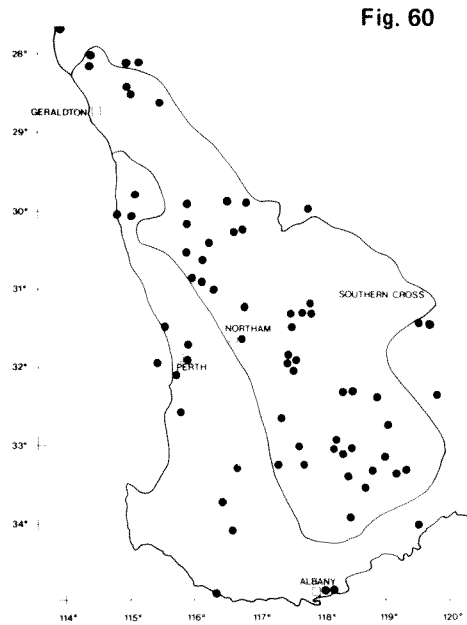 Fig. 60
28°
GERALDTON
29°
30°
31°
SOUTHERN CROSS
NORTHAM
32°
PERTH
33°
34°
ALBANY
114° 115° 116° 117° 118° 119° 120°